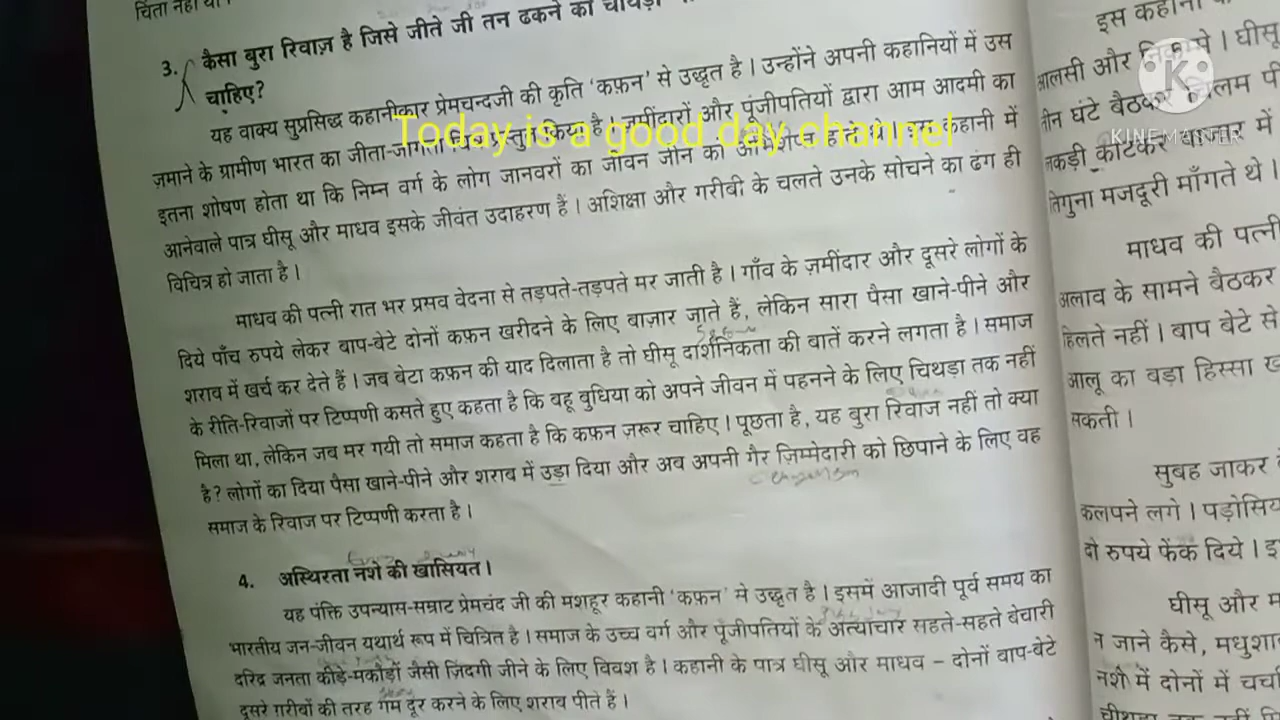 चिंता नहीं थी।
3. कैसा बुरा रिवाज़ है जिसे जीते जी तन ढकने को चीथड़ा
चाहिए?
यह वाक्य सुप्रसिद्ध कहानीकार प्रेमचन्दजी की कृति 'कफ़न' से उद्धृत है। उन्होंने अपनी कहानियों में उस
ज़माने के ग्रामीण भारत का जीता-जागता किया है। ज़मींदारों और पूंजीपतियों द्वारा आम आदमी का
इतना शोषण होता था कि निम्न वर्ग के लोग जानवरों का जीवन जीने को होते थे। कहानी में
आनेवाले पात्र घीसू और माधव इसके जीवंत उदाहरण हैं। अशिक्षा और गरीबी के चलते उनके सोचने का ढंग ही
विचित्र हो जाता है।
माधव की पत्नी रात भर प्रसव वेदना से तड़पते-तड़पते मर जाती है। गाँव के ज़मींदार और दूसरे लोगों के
दिये पाँच रुपये लेकर बाप-बेटे दोनों कफ़न खरीदने के लिए बाज़ार जाते हैं, लेकिन सारा पैसा खाने-पीने और
शराब में खर्च कर देते हैं। जब बेटा कफ़न की याद दिलाता है तो घीसू दार्शनिकता की बातें करने लगता है। समाज
के रीति-रिवाजों पर टिप्पणी कसते हुए कहता है कि बहू बुधिया को अपने जीवन में पहनने के लिए चिथड़ा तक नहीं
मिला था, लेकिन जब मर गयी तो समाज कहता है कि कफ़न ज़रूर चाहिए। पूछता है, यह बुरा रिवाज नहीं तो क्या
है? लोगों का दिया पैसा खाने-पीने और शराब में उड़ा दिया और अब अपनी गैर ज़िम्मेदारी को छिपाने के लिए वह
समाज के रिवाज पर टिप्पणी करता है।
4. अस्थिरता नशे की खासियत।
यह पंक्ति उपन्यास-सम्राट प्रेमचंद जी की मशहूर कहानी 'कफ़न' से उद्धृत है। इसमें आजादी पूर्व समय का
भारतीय जन-जीवन यथार्थ रूप में चित्रित है। समाज के उच्च वर्ग और पूंजीपतियों के अत्याचार सहते-सहते बेचारी
दरिद्र जनता कीड़े-मकौड़ों जैसी ज़िंदगी जीने के लिए विवश है। कहानी के पात्र घीसू और माधव – दोनों बाप-बेटे
दूसरे ग़रीबों की तरह गम दूर करने के लिए शराब पीते हैं।
Today is a good day channel
KINEMASTER
इस कहानी
आलसी और निकम्मे। घीसू
तीन घंटे बैठकर चिलम पी
लकड़ी काटकर बाजार में
तिगुना मजदूरी माँगते थे।
माधव की पत्नी
अलाव के सामने बैठकर
हिलते नहीं। बाप बेटे से
आलू का बड़ा हिस्सा
सकती।
सुबह जाकर
कलपने लगे। पड़ोसिय
दो रुपये फेंक दिये।
घीसू और
न जाने कैसे, मधुशा
नशे में दोनों में चर्चा